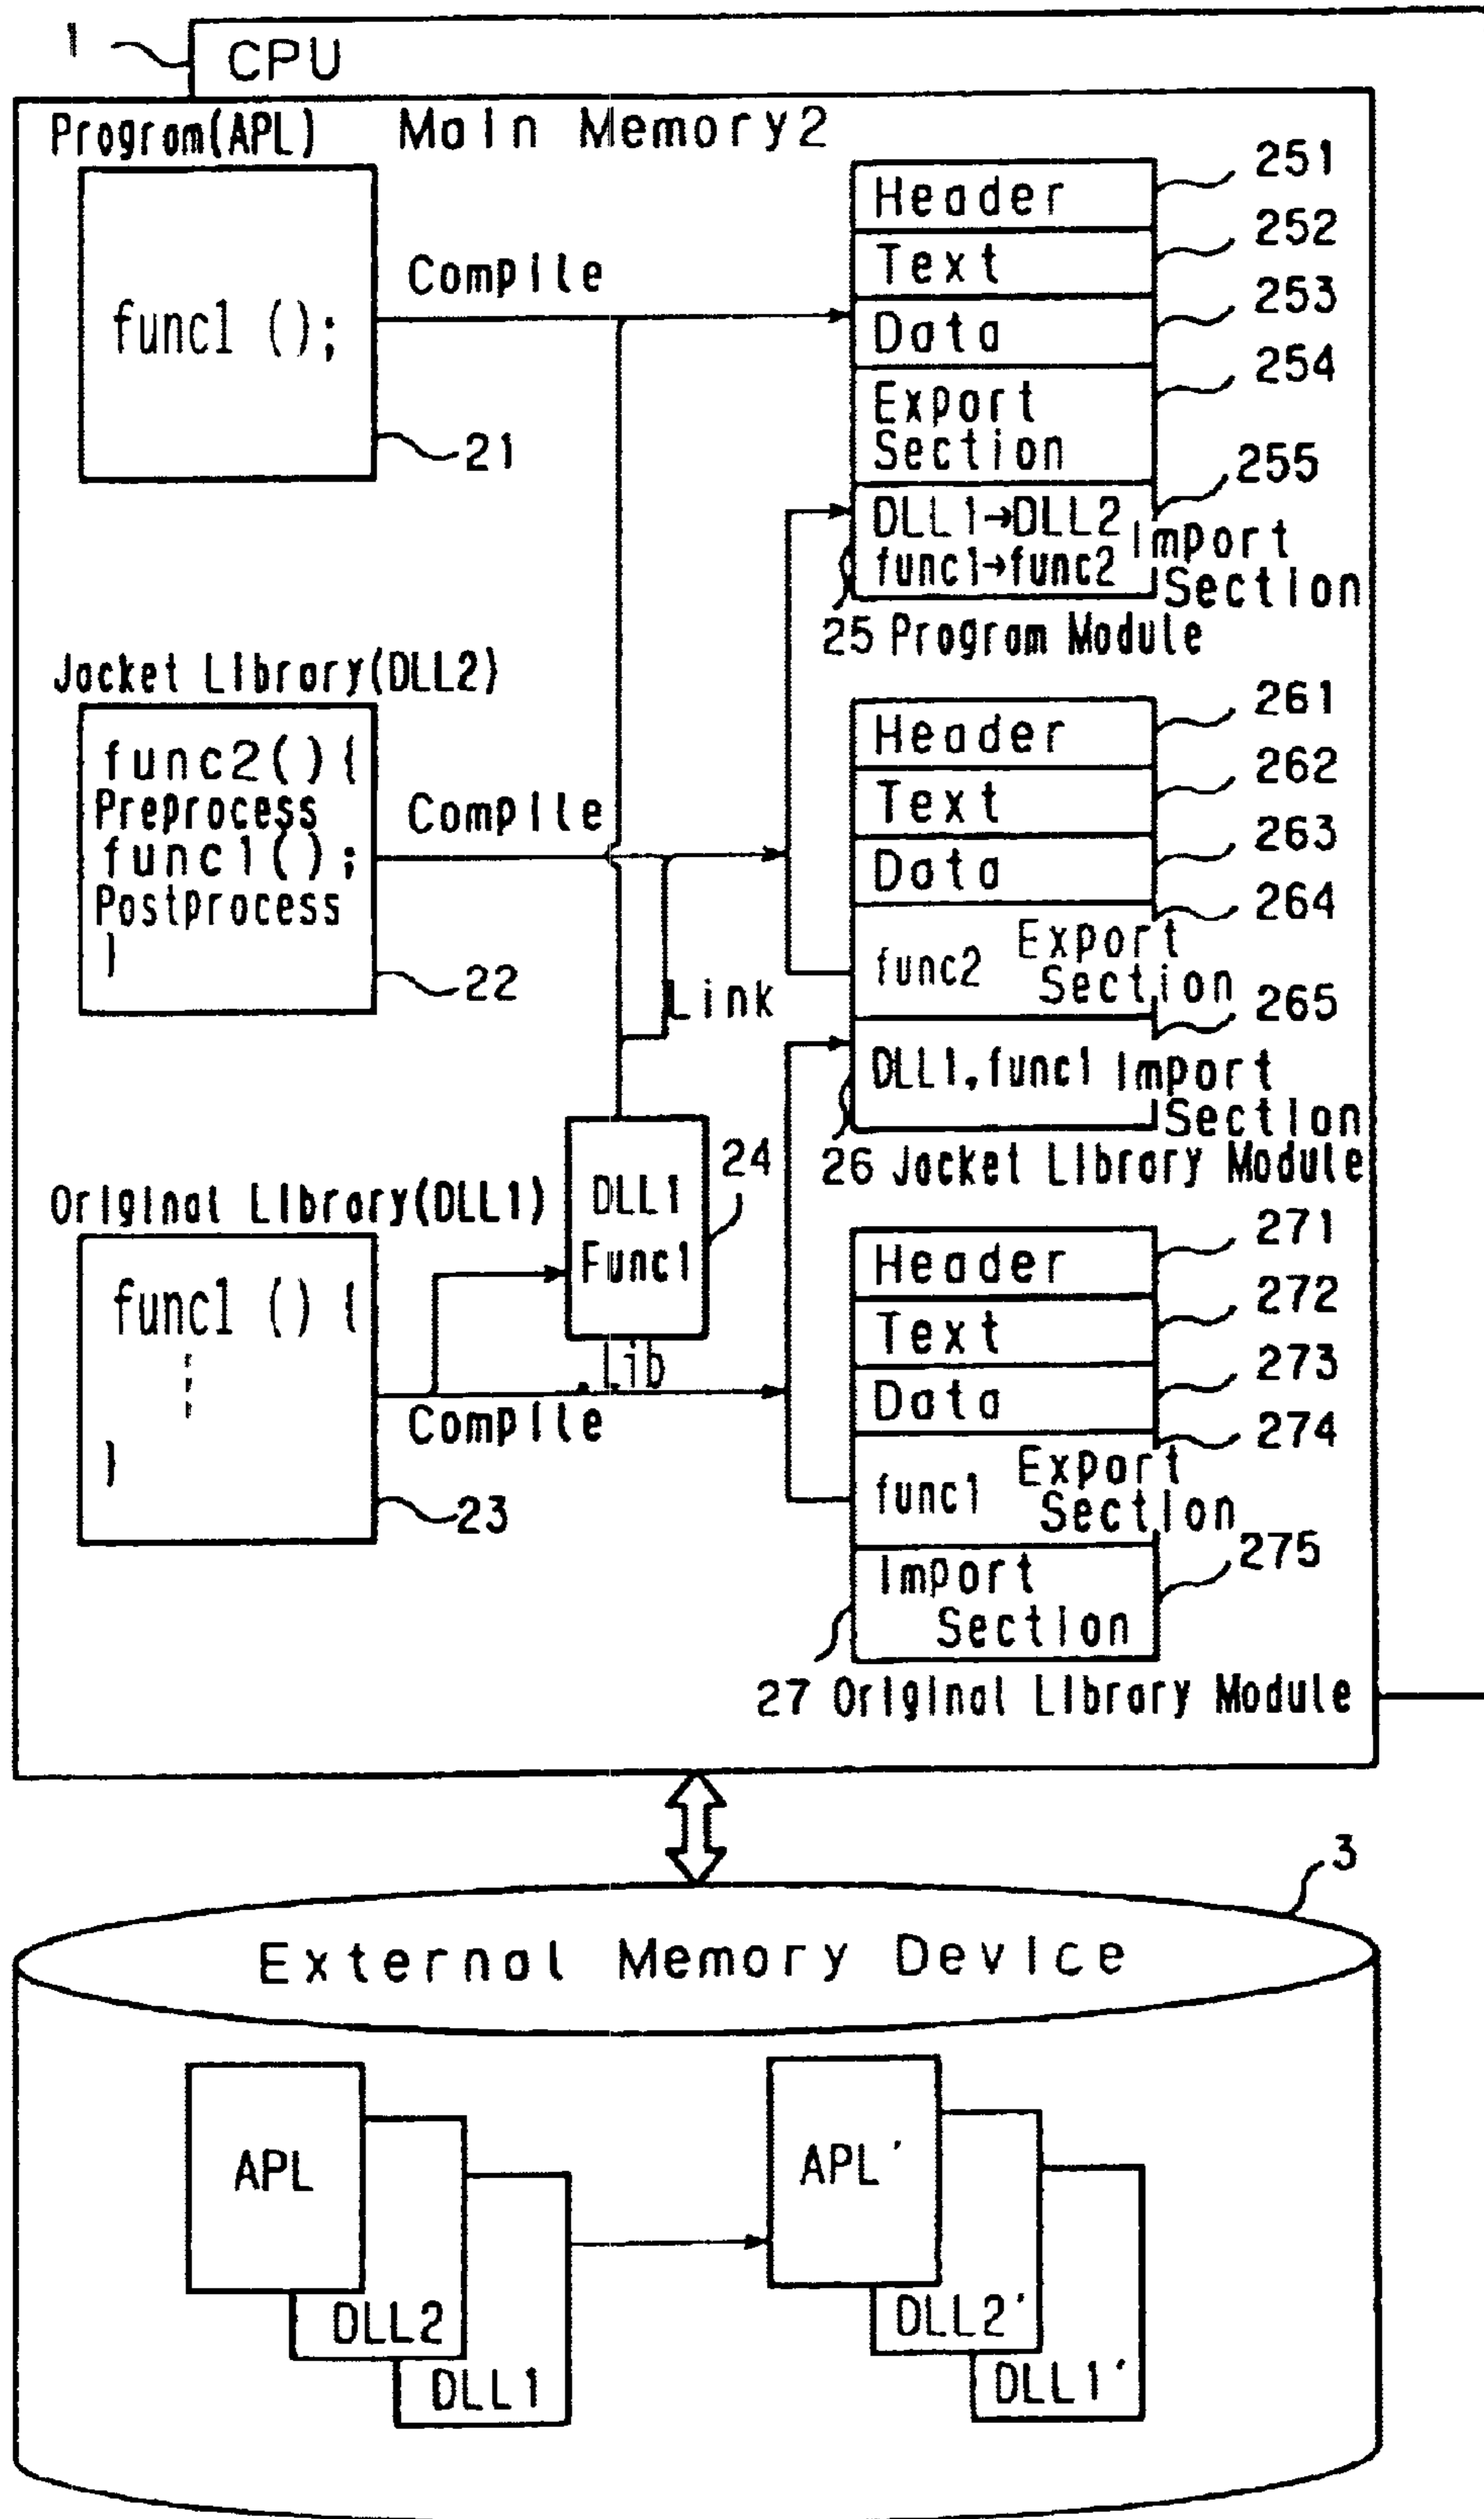 1
CPU
Program(APL)
Main Memory2
func1 ();
21
Compile
Header
251
Text
252
Data
253
Export
Section
254
DLL1→DLL2
func1→func2
Import
Section
255
25 Program Module
Jacket Library(DLL2)
func2(){
Preprocess
func1();
Postprocess
}
22
Compile
Link
Header
261
Text
262
Data
263
func2
Export
Section
264
DLL1,func1
Import
Section
265
26 Jacket Library Module
Original Library(DLL1)
func1 () {
}
23
DLL1
Func1
24
.Lib
Compile
Header
271
Text
272
Data
273
func1
Export
Section
274
Import
Section
275
27 Original Library Module
3
External Memory Device
APL
DLL2
DLL1
APL'
DLL2'
DLL1'